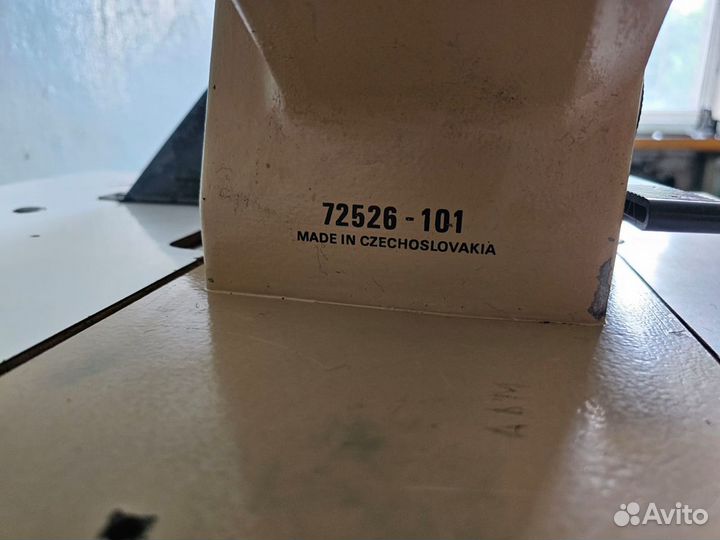 72526 - 101
MADE IN CZECHOSLOVAKIA
Avito